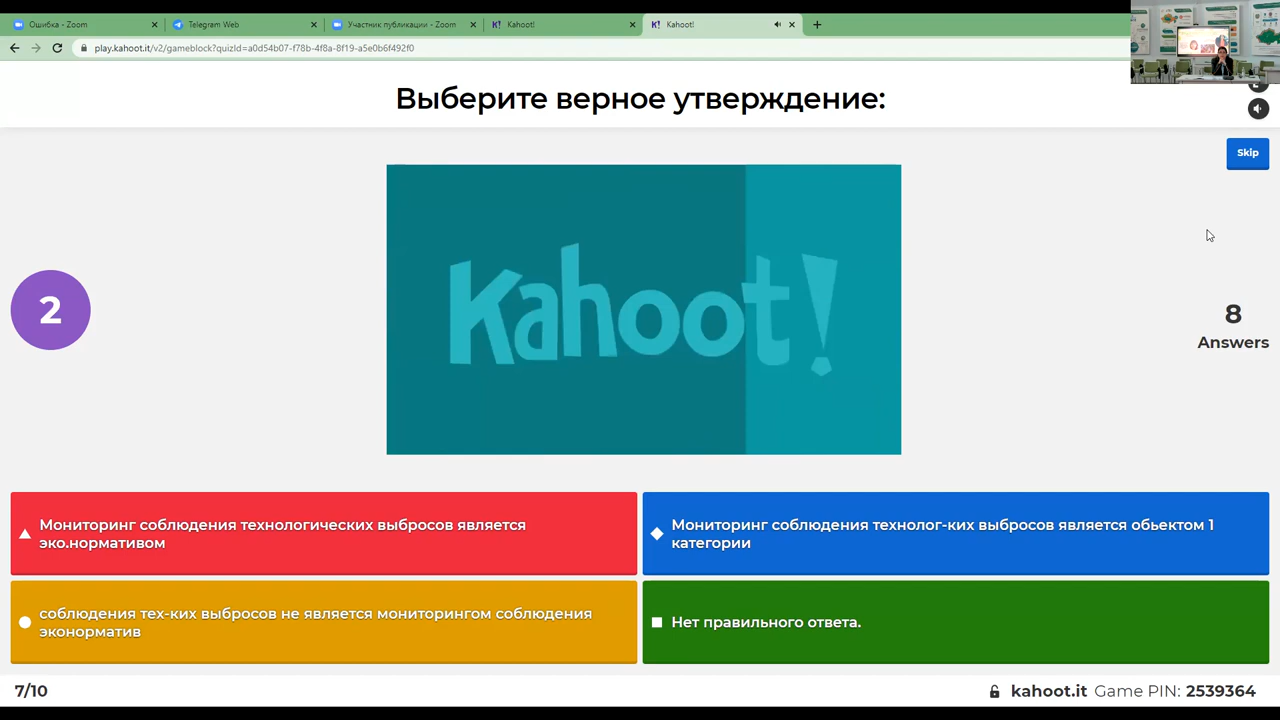 Ошибка - Zoom
Telegram Web
Участник публикации - Zoom
Kahoot!
Kahoot!
play.kahoot.it/v2/gameblock?quizId=a0d54b07-f78b-4f8a-8f19-a5e0b6f492f0
Выберите верное утверждение:
Skip
Kahoot!
2
8
Answers
Мониторинг соблюдения технологических выбросов является
эко.нормативом
Мониторинг соблюдения технолог-ких выбросов является обьектом 1
категории
соблюдения тех-ких выбросов не является мониторингом соблюдения
эконорматив
Нет правильного ответа.
7/10
kahoot.it Game PIN: 2539364